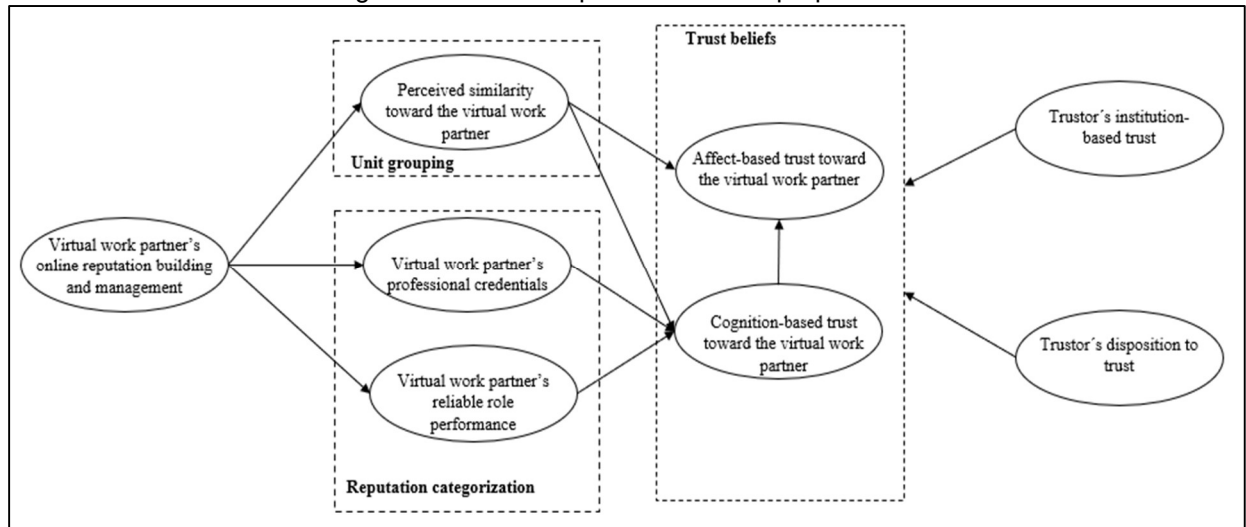 Trust beliefs
Perceived similarity
toward the virtual work
partner
Unit grouping
Trustor´s institution-
based trust
Affect-based trust toward
the virtual work partner
Virtual work partner’s
online reputation building
and management
Virtual work partner’s
professional credentials
Cognition-based trust
toward the virtual work
partner
Trustor´s disposition to
trust
Virtual work partner’s
reliable role
performance
Reputation categorization